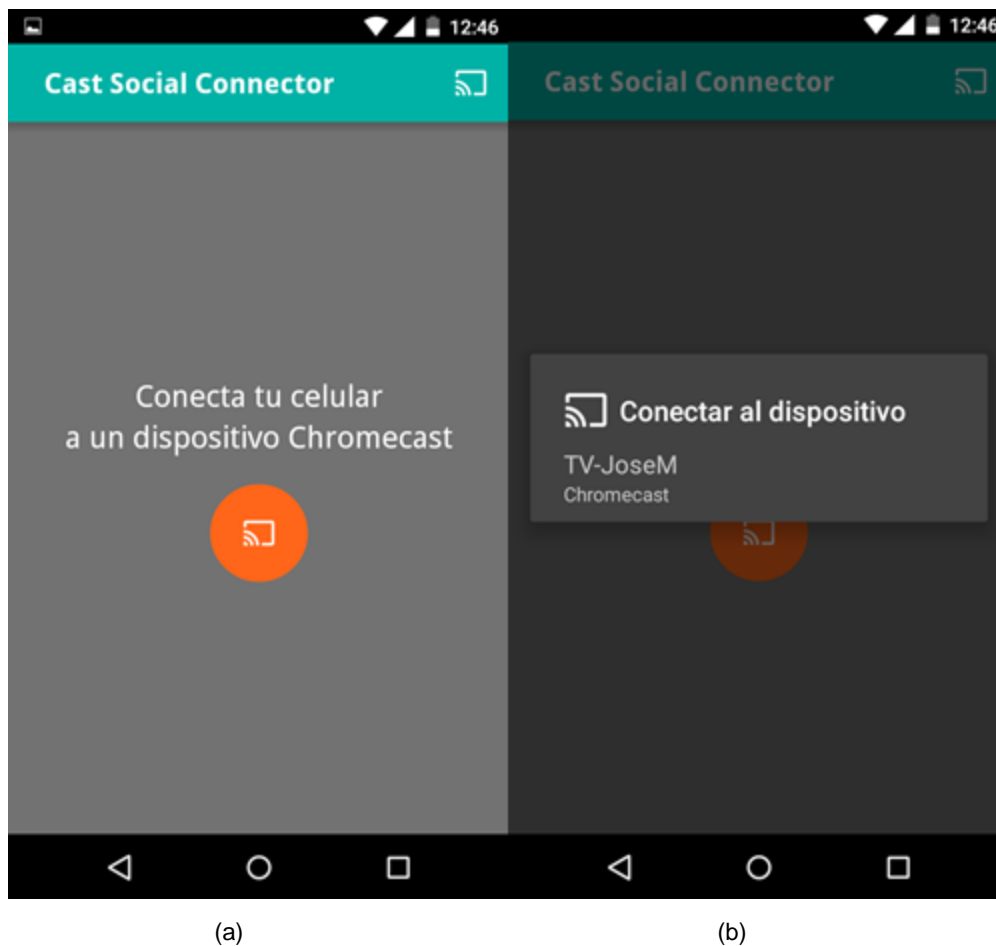 12:46
Cast Social Connector
Conecta tu celular
a un dispositivo Chromecast
12:46
Cast Social Connector
Conectar al dispositivo
TV-JoseM
Chromecast
(a)
(b)